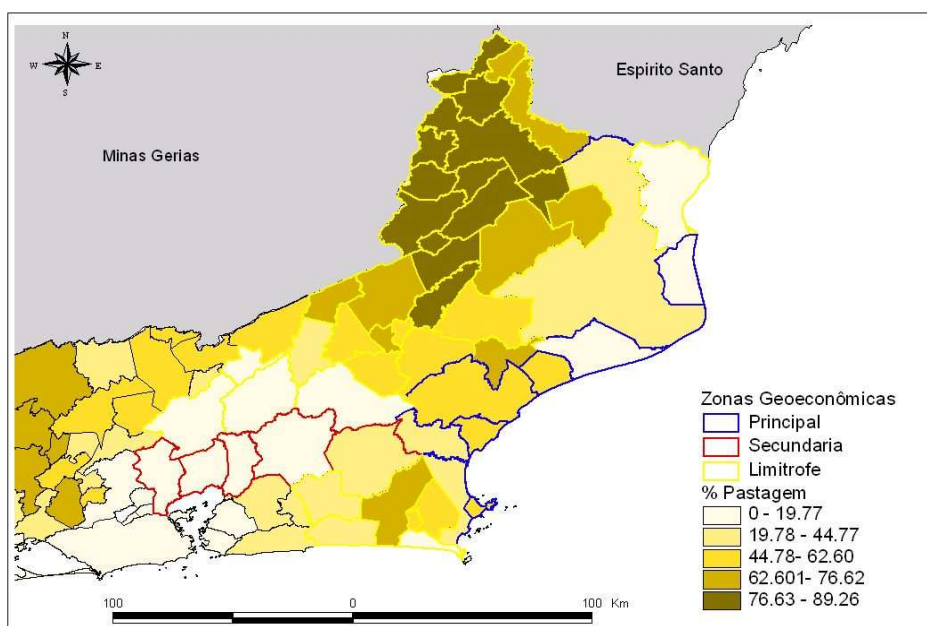 N
W E
S
Espirito Santo
Minas Gerias
Zonas Geoeconômicas
Principal
Secundaria
Limitrofe
% Pastagem
0 - 19.77
19.78 - 44.77
44.78- 62.60
62.601- 76.62
76.63 - 89.26
100 0 100 Km